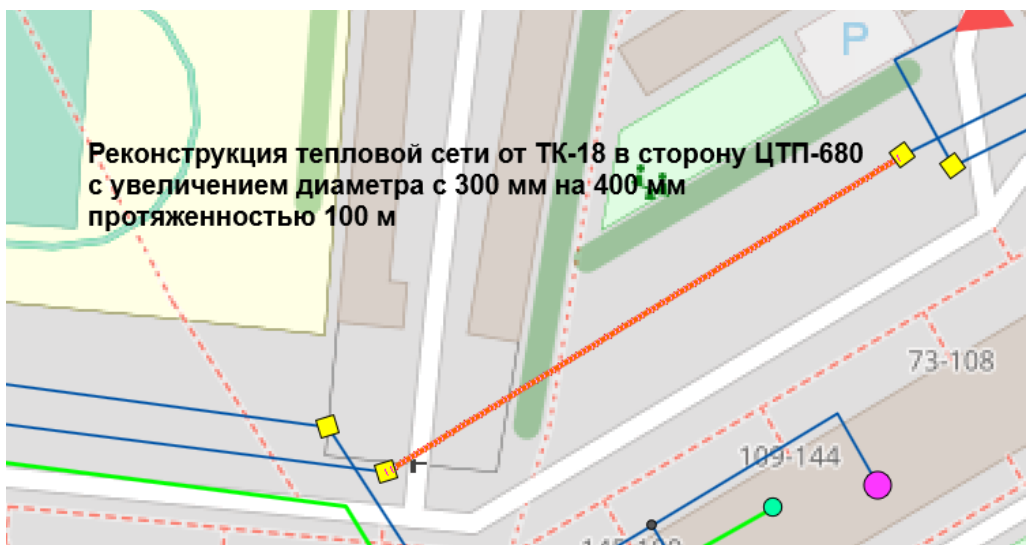 P
Реконструкция тепловой сети от ТК-18 в сторону ЦТП-680
с увеличением диаметра с 300 мм на 400 мм
протяженностью 100 м
73-108
109-144